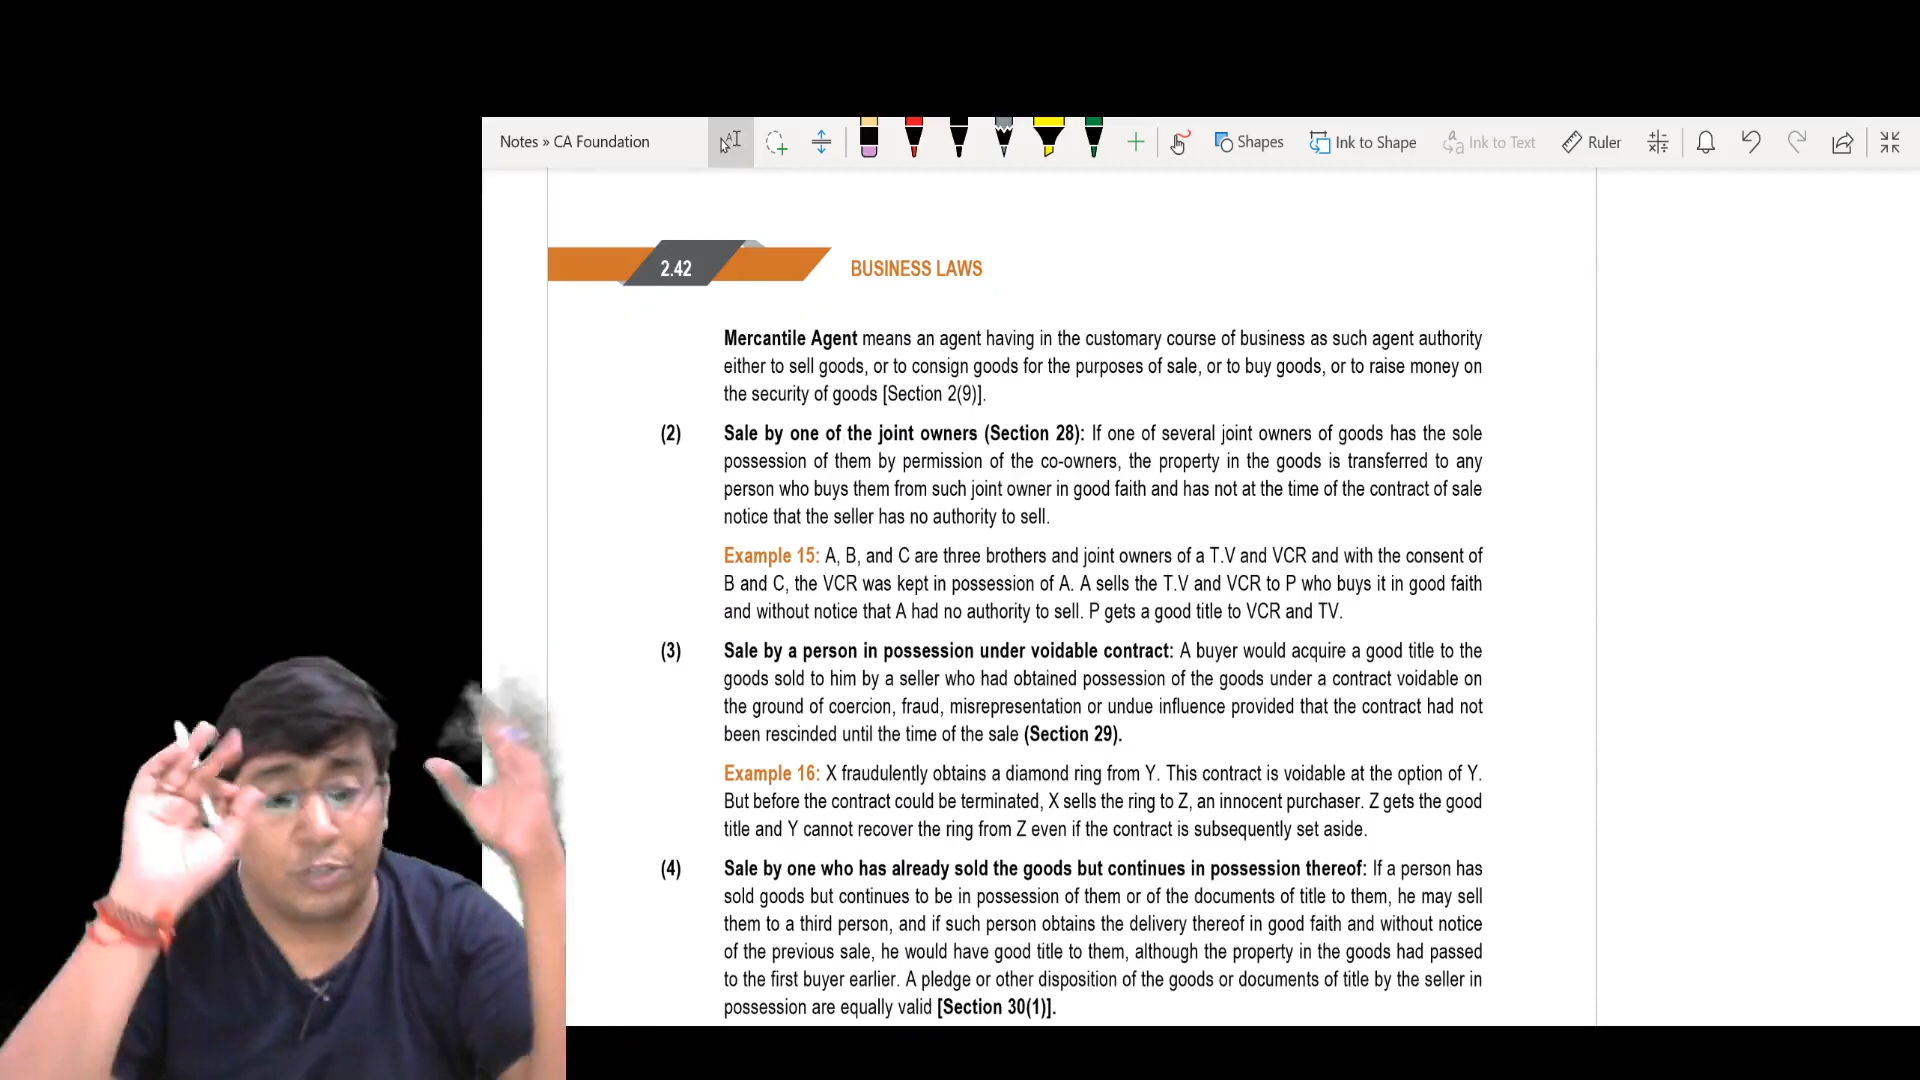 Notes » CA Foundation
Shapes
Ink to Shape
Ink to Text
Ruler
2.42
BUSINESS LAWS
Mercantile Agent means an agent having in the customary course of business as such agent authority
either to sell goods, or to consign goods for the purposes of sale, or to buy goods, or to raise money on
the security of goods [Section 2(9)].
(2) Sale by one of the joint owners (Section 28): If one of several joint owners of goods has the sole
possession of them by permission of the co-owners, the property in the goods is transferred to any
person who buys them from such joint owner in good faith and has not at the time of the contract of sale
notice that the seller has no authority to sell.
Example 15: A, B, and C are three brothers and joint owners of a T.V and VCR and with the consent of
B and C, the VCR was kept in possession of A. A sells the T.V and VCR to P who buys it in good faith
and without notice that A had no authority to sell. P gets a good title to VCR and TV.
(3) Sale by a person in possession under voidable contract: A buyer would acquire a good title to the
goods sold to him by a seller who had obtained possession of the goods under a contract voidable on
the ground of coercion, fraud, misrepresentation or undue influence provided that the contract had not
been rescinded until the time of the sale (Section 29).
Example 16: X fraudulently obtains a diamond ring from Y. This contract is voidable at the option of Y.
But before the contract could be terminated, X sells the ring to Z, an innocent purchaser. Z gets the good
title and Y cannot recover the ring from Z even if the contract is subsequently set aside.
(4) Sale by one who has already sold the goods but continues in possession thereof: If a person has
sold goods but continues to be in possession of them or of the documents of title to them, he may sell
them to a third person, and if such person obtains the delivery thereof in good faith and without notice
of the previous sale, he would have good title to them, although the property in the goods had passed
to the first buyer earlier. A pledge or other disposition of the goods or documents of title by the seller in
possession are equally valid [Section 30(1)].